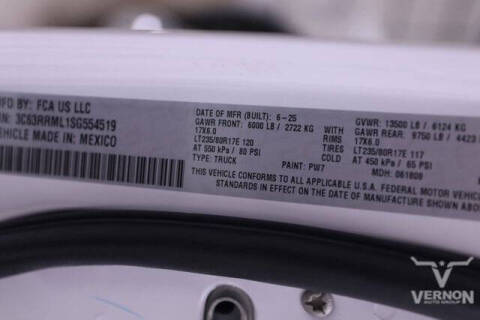 MFD BY: FCA US LLC
3C63RRML1SG554519
VEHICLE MADE IN: MEXICO
DATE OF MFR (BUILT): 6-25
GVWR: 13500 LB / 6124 KG
GAWR FRONT: 6000 LB / 2722 KG WITH
GAWR REAR: 9750 LB / 4423
17X6.0 RIMS 17X6.0
LT235/80R17E 120 TIRES LT235/80R17E 117
AT 550 kPa / 80 PSI COLD AT 450 kPa / 65 PSI
TYPE: TRUCK PAINT: PW7 MDH: 061808
THIS VEHICLE CONFORMS TO ALL APPLICABLE U.S.A. FEDERAL MOTOR VEHICLE
STANDARDS IN EFFECT ON THE DATE OF MANUFACTURE SHOWN ABOVE
VERNON
AUTO GROUP